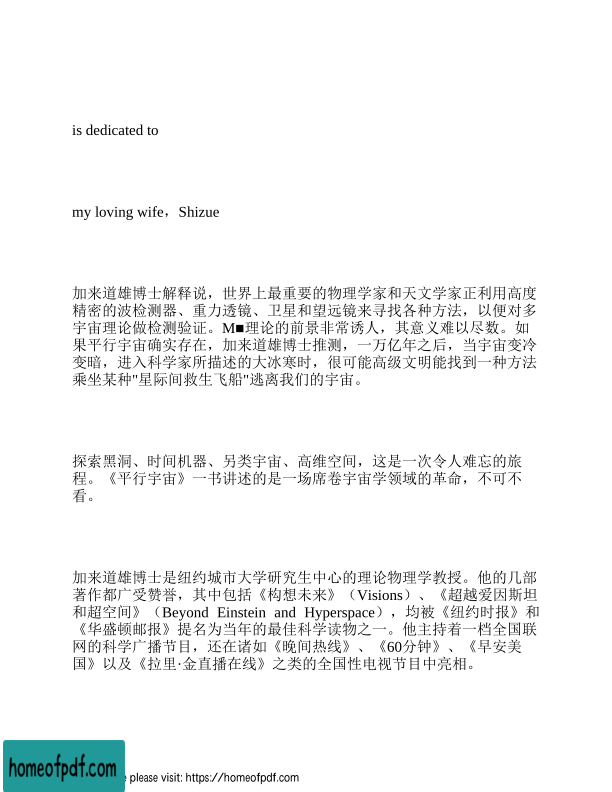 is dedicated to
my loving wife，Shizue
加来道雄博士解释说，世界上最重要的物理学家和天文学家正利用高度
精密的波检测器、重力透镜、卫星和望远镜来寻找各种方法，以便对多
宇宙理论做检测验证。M■理论的前景非常诱人，其意义难以尽数。如
果平行宇宙确实存在，加来道雄博士推测，一万亿年之后，当宇宙变冷
变暗，进入科学家所描述的大冰寒时，很可能高级文明能找到一种方法
乘坐某种"星际间救生飞船"逃离我们的宇宙。
探索黑洞、时间机器、另类宇宙、高维空间，这是一次令人难忘的旅
程。《平行宇宙》一书讲述的是一场席卷宇宙学领域的革命，不可不
看。
加来道雄博士是纽约城市大学研究生中心的理论物理学教授。他的几部
著作都广受赞誉，其中包括《构想未来》（Visions）、《超越爱因斯坦
和超空间》（Beyond Einstein and Hyperspace），均被《纽约时报》和
《华盛顿邮报》提名为当年的最佳科学读物之一。他主持着一档全国联
网的科学广播节目，还在诸如《晚间热线》、《60分钟》、《早安美
国》以及《拉里·金直播在线》之类的全国性电视节目中亮相。
homeofpdf.com
please visit: https://homeofpdf.com